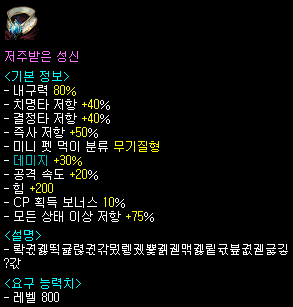 저주받은 성신
<기본 정보>
- 내구력 80%
- 치명타 저항 +40%
- 결정타 저항 +40%
- 즉사 저항 +50%
- 미니 펫 먹이 분류 무기질형
- 데미지 +30%
- 공격 속도 +20%
- 힘 +200
- CP 획득 보너스 10%
- 모든 상태 이상 저항 +75%
<설명>
?값
<요구 능력치>
- 레벨 800